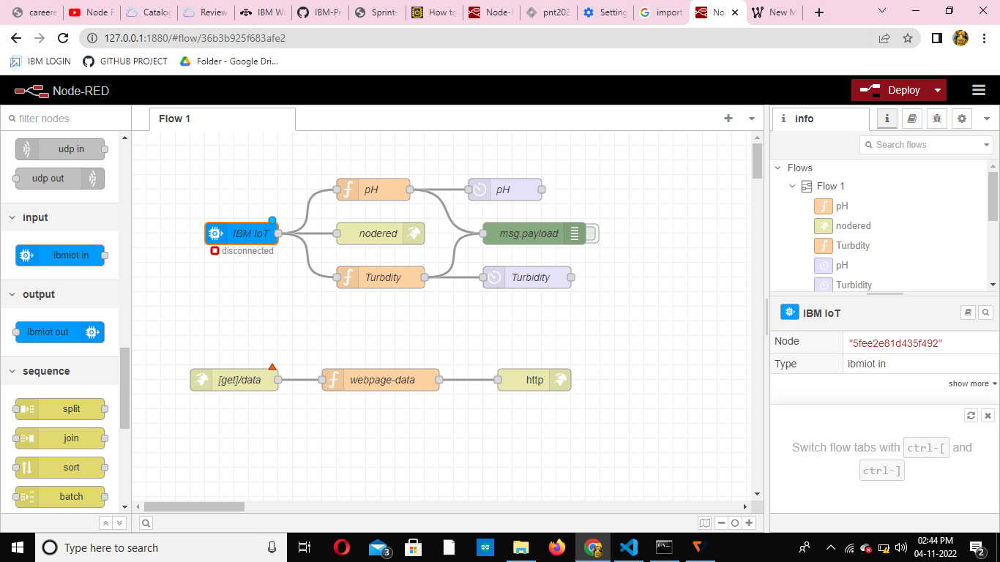 career
Node R
Catalog
Review
IBM Wa
IBM-Pr
Sprint-
How to
Node-F
pnt202
Setting
import
No
New M
127.0.0.1:1880/#flow/36b3b925f683afe2
IBM LOGIN
GITHUB PROJECT
Folder - Google Dri...
Node-RED
Deploy
filter nodes
Flow 1
info
udp in
udp out
input
ibmiot in
output
ibmiot out
sequence
split
join
sort
batch
pH
pH
IBM IoT
disconnected
nodered
msg.payload
Turbdity
Turbidity
[get]/data
webpage-data
http
Search flows
Flows
Flow 1
pH
nodered
Turbdity
pH
Turbidity
IBM IoT
Node "5fee2e81d435f492"
Type ibmiot in
show more
Switch flow tabs with ctrl-[ and
ctrl-]
Type here to search
3
02:44 PM
04-11-2022
2